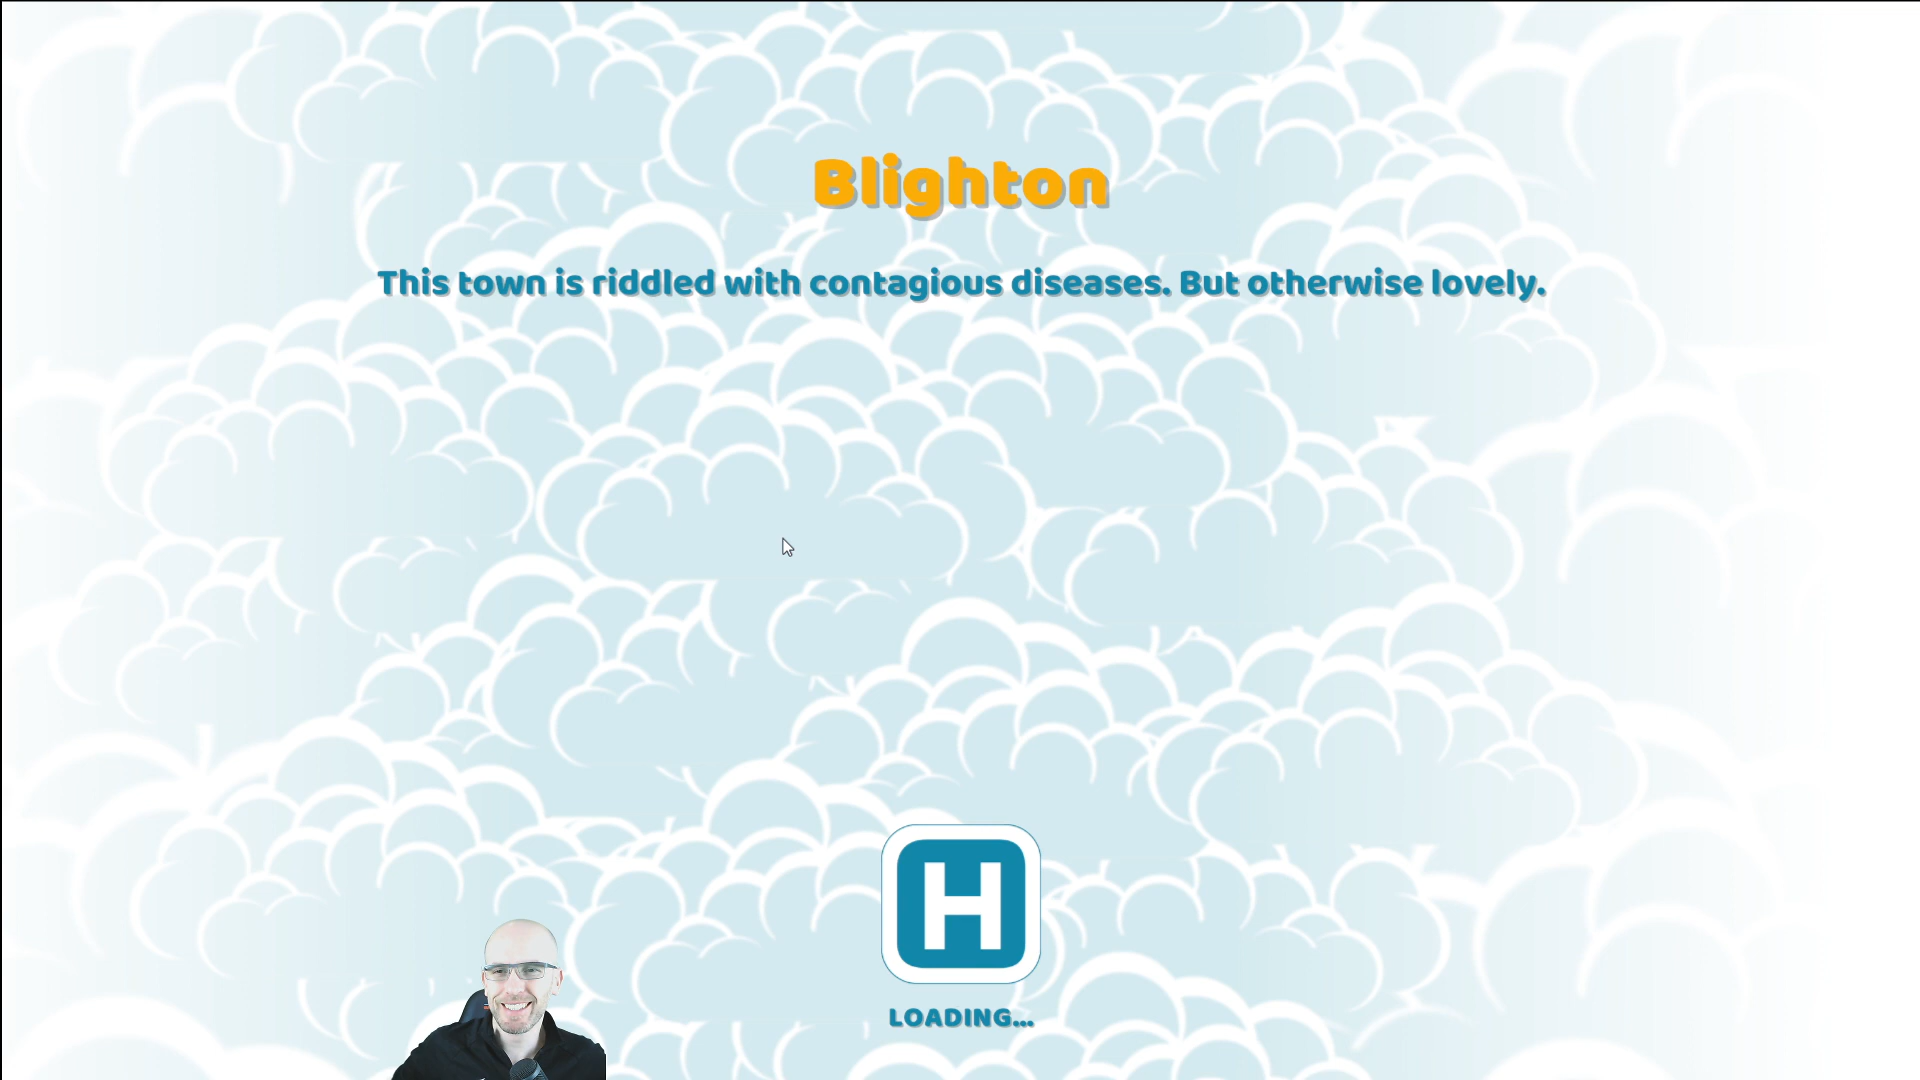 Blighton
This town is riddled with contagious diseases. But otherwise lovely.
H
LOADING...